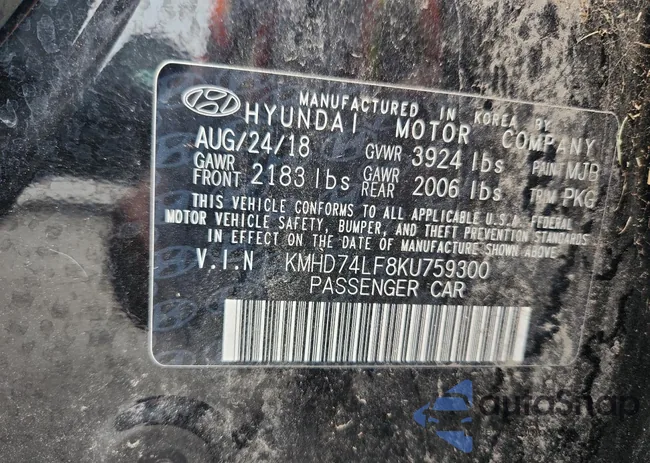 MANUFACTURED IN KOREA BY
HYUNDAI MOTOR COMPANY
AUG/24/18 GVWR 3924 lbs PAINT MJP
GAWR FRONT 2183 lbs GAWR REAR 2006 lbs TRIM PKG
THIS VEHICLE CONFORMS TO ALL APPLICABLE U.S.A. FEDERAL
MOTOR VEHICLE SAFETY, BUMPER, AND THEFT PREVENTION STANDARDS
IN EFFECT ON THE DATE OF MANUFACTURE SHOWN ABOVE.
V.I.N KMHD74LF8KU759300
PASSENGER CAR
AutoSnap